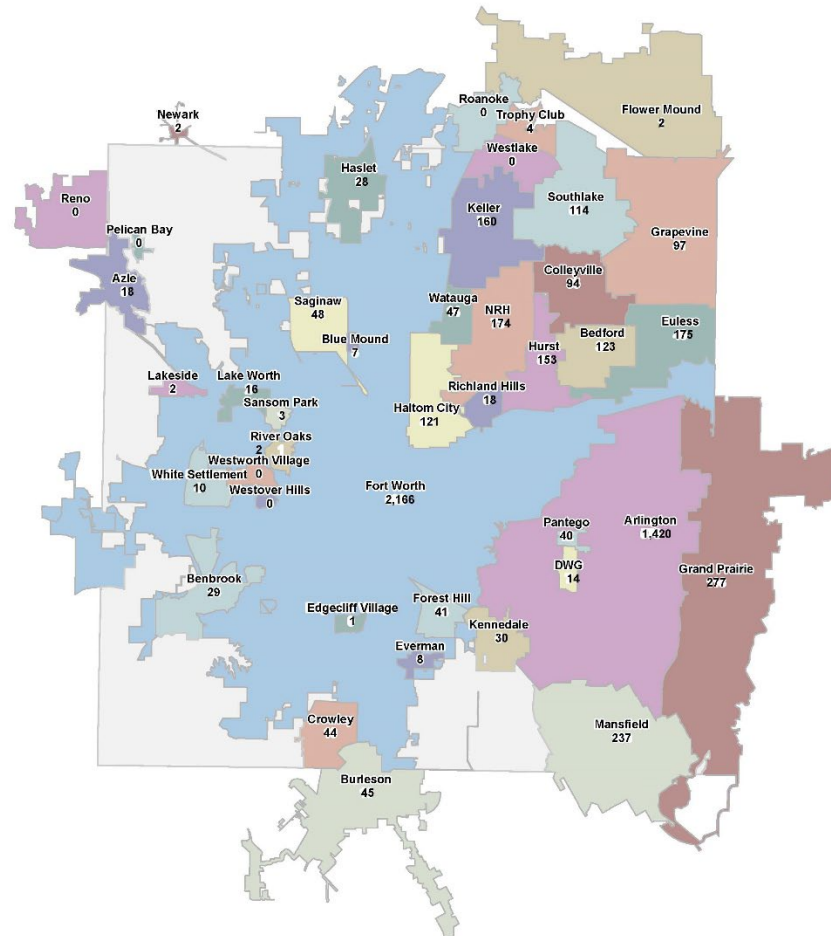 Flower Mound
2
Roanoke
0
Trophy Club
4
Newark
2
Westlake
0
Haslet
28
Southlake
114
Reno
0
Keller
160
Pelican Bay
0
Grapevine
97
Colleyville
94
Azle
18
Saginaw
48
Watauga
47
NRH
174
Euless
175
Blue Mound
7
Hurst
153
Bedford
123
Lakeside
2
Lake Worth
16
Richland Hills
18
Sansom Park
3
Haltom City
121
River Oaks
2
1
Westworth Village
0
White Settlement
10
Westover Hills
0
Fort Worth
2,166
Pantego
40
Arlington
1,420
DWG
14
Grand Prairie
277
Benbrook
29
Edgecliff Village
1
Forest Hill
41
Kennedale
30
Everman
8
Crowley
44
Mansfield
237
Burleson
45